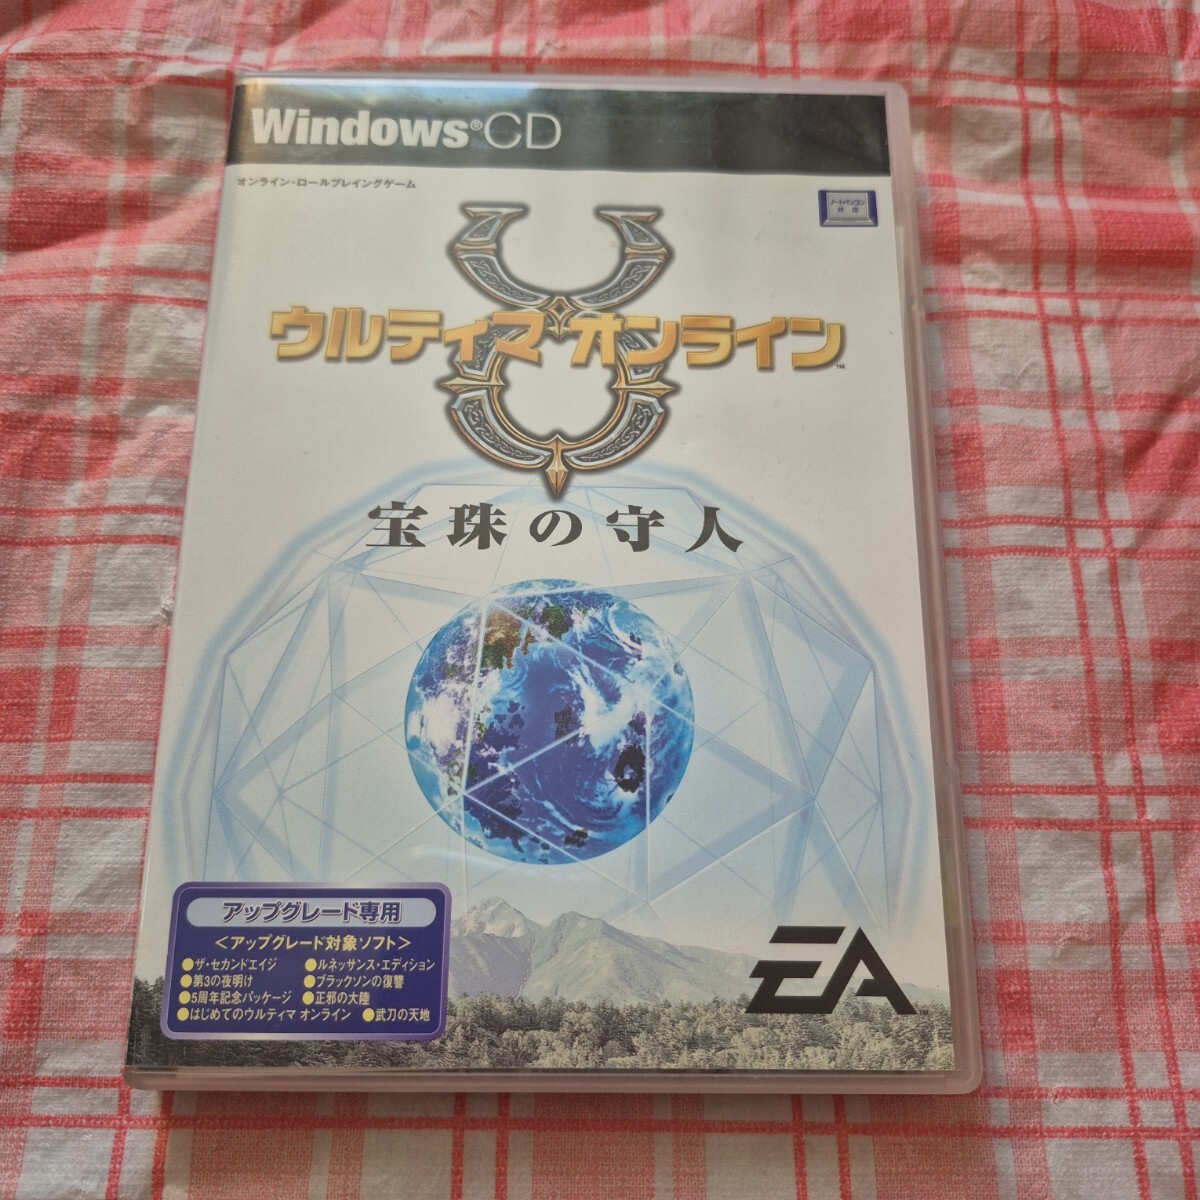 Windows® CD
オンライン・ロールプレイングゲーム
ノートパソコン
対応
ウルティマ オンライン™
宝珠の守人
アップグレード専用
＜アップグレード対象ソフト＞
●ザ・セカンドエイジ ●ルネッサンス・エディション
●第3の夜明け ●ブラックソンの復讐
●5周年記念パッケージ ●正邪の大陸
●はじめてのウルティマ オンライン ●武刀の天地
EA™